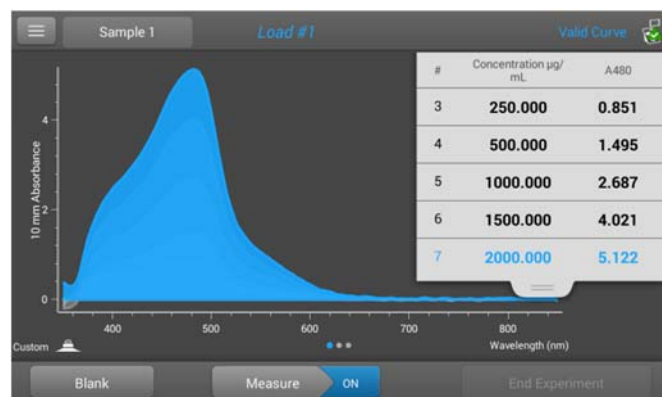 Sample 1
Load #1
Valid Curve
#
Concentration µg/
mL
A480
3 250.000 0.851
4 500.000 1.495
5 1000.000 2.687
6 1500.000 4.021
7 2000.000 5.122
10 mm Absorbance
4
2
0
400 500 600 700 800
Custom
Wavelength (nm)
Blank
Measure
ON
End Experiment